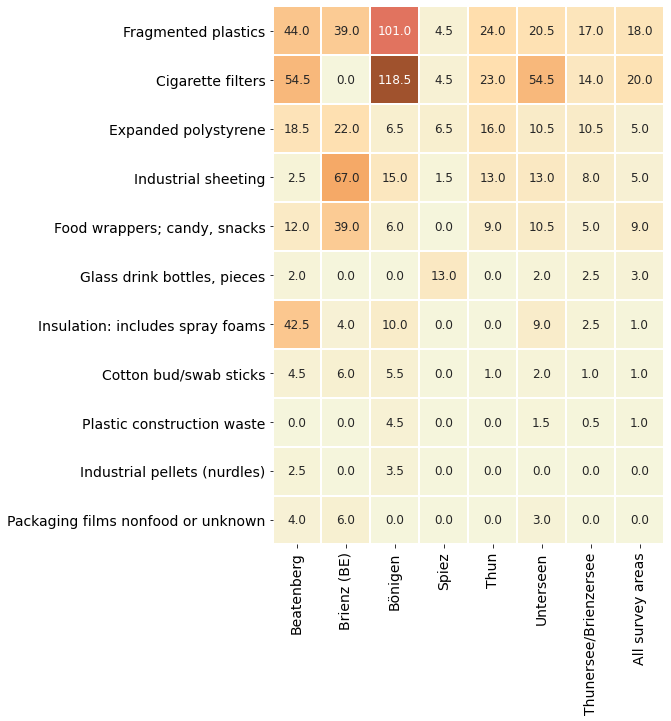 Fragmented plastics 44.0 39.0 101.0 4.5 24.0 20.5 17.0 18.0
Cigarette filters 54.5 0.0 118.5 4.5 23.0 54.5 14.0 20.0
Expanded polystyrene 18.5 22.0 6.5 6.5 16.0 10.5 10.5 5.0
Industrial sheeting 2.5 67.0 15.0 1.5 13.0 13.0 8.0 5.0
Food wrappers; candy, snacks 12.0 39.0 6.0 0.0 9.0 10.5 5.0 9.0
Glass drink bottles, pieces 2.0 0.0 0.0 13.0 0.0 2.0 2.5 3.0
Insulation: includes spray foams 42.5 4.0 10.0 0.0 0.0 9.0 2.5 1.0
Cotton bud/swab sticks 4.5 6.0 5.5 0.0 1.0 2.0 1.0 1.0
Plastic construction waste 0.0 0.0 4.5 0.0 0.0 1.5 0.5 1.0
Industrial pellets (nurdles) 2.5 0.0 3.5 0.0 0.0 0.0 0.0 0.0
Packaging films nonfood or unknown 4.0 6.0 0.0 0.0 0.0 3.0 0.0 0.0
Beatenberg
Brienz (BE)
Bönigen
Spiez
Thun
Unterseen
Thunersee/Brienzersee
All survey areas